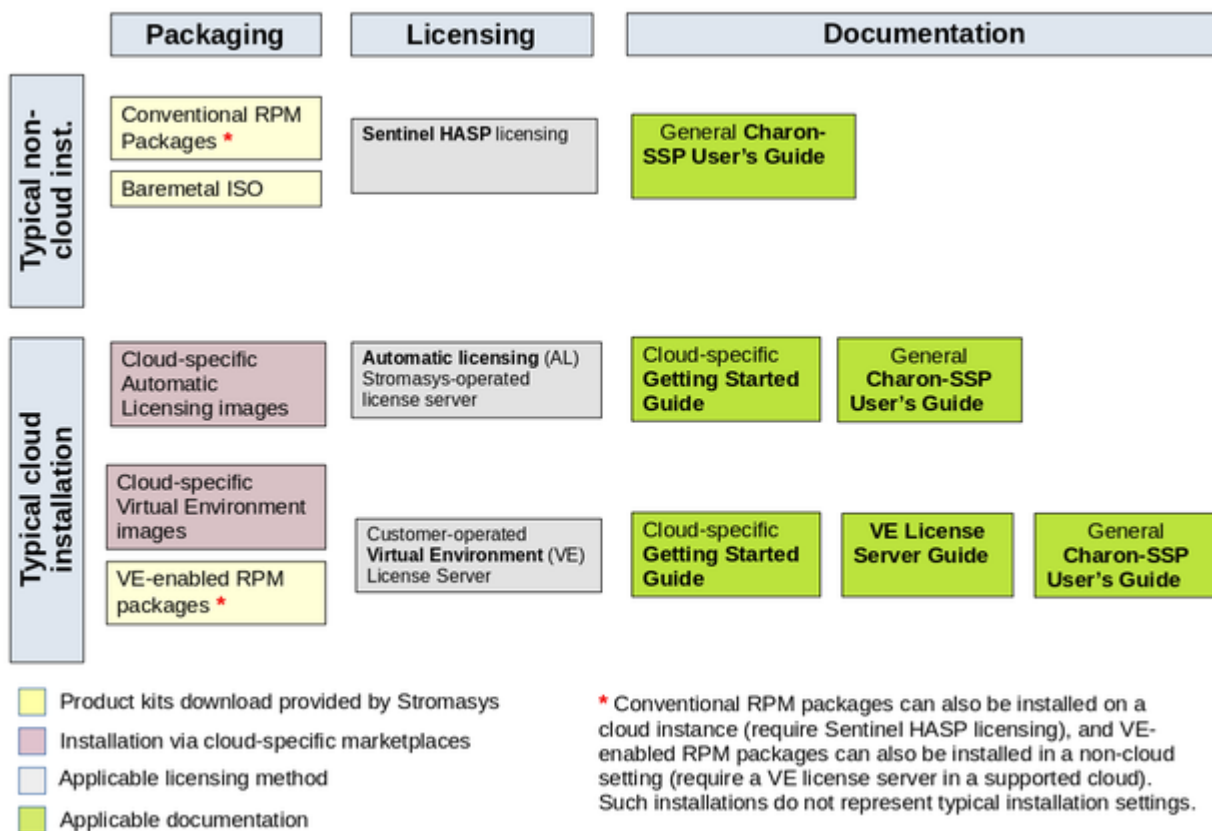 Packaging
Licensing
Documentation
Typical non-
cloud inst.
Conventional RPM
Packages *
Baremetal ISO
Sentinel HASP licensing
General Charon-
SSP User's Guide
Typical cloud
installation
Cloud-specific
Automatic
Licensing images
Automatic licensing (AL)
Stromasys-operated
license server
Cloud-specific
Getting Started
Guide
General
Charon-SSP
User's Guide
Cloud-specific
Virtual Environment
images
VE-enabled RPM
packages *
Customer-operated
Virtual Environment (VE)
License Server
Cloud-specific
Getting Started
Guide
VE License
Server Guide
General
Charon-SSP
User's Guide
Product kits download provided by Stromasys
Installation via cloud-specific marketplaces
Applicable licensing method
Applicable documentation
* Conventional RPM packages can also be installed on a
cloud instance (require Sentinel HASP licensing), and VE-
enabled RPM packages can also be installed in a non-cloud
setting (require a VE license server in a supported cloud).
Such installations do not represent typical installation settings.